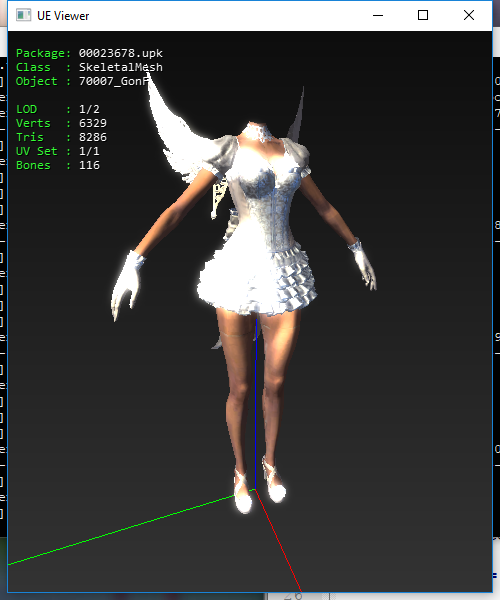 UE Viewer
Package: 00023678.upk
Class : SkeletalMesh
Object : 70007_GonF
LOD : 1/2
Verts : 6329
Tris : 8286
UV Set : 1/1
Bones : 116